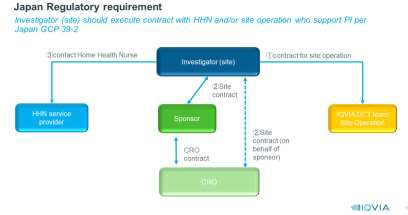 Japan Regulatory requirement
Investigator (site) should execute contract with HHN and/or site operation who support PI per
Japan GCP 39-2
③contact Home Health Nurse
Investigator (site)
①contract for site operation
HHN service
provider
②Site
contract
Sponsor
IQVIA DCT team
Site Operation
CRO
contract
②Site
contract (on
behalf of
sponsor)
CRO
IQVIA